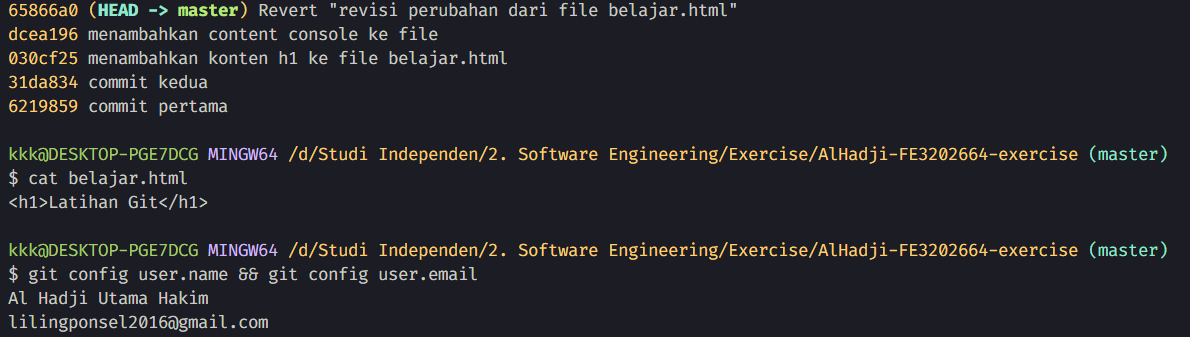 65866a0 (HEAD -> master) Revert "revisi perubahan dari file belajar.html"
dcea196 menambahkan content console ke file
030cf25 menambahkan konten h1 ke file belajar.html
31da834 commit kedua
6219859 commit pertama
kkk@DESKTOP-PGE7DCG MINGW64 /d/Studi Independen/2. Software Engineering/Exercise/AlHadji-FE3202664-exercise (master)
$ cat belajar.html
<h1>Latihan Git</h1>
kkk@DESKTOP-PGE7DCG MINGW64 /d/Studi Independen/2. Software Engineering/Exercise/AlHadji-FE3202664-exercise (master)
$ git config user.name && git config user.email
Al Hadji Utama Hakim
lilingponsel2016@gmail.com